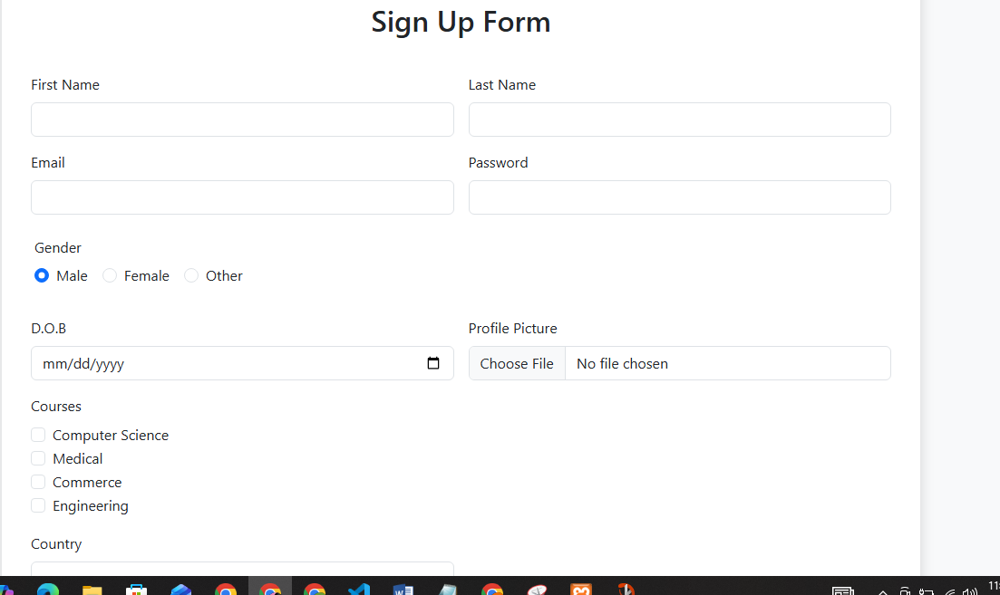 Sign Up Form
First Name Last Name
Email Password
Gender
Male Female Other
D.O.B Profile Picture
mm/dd/yyyy Choose File No file chosen
Courses
Computer Science
Medical
Commerce
Engineering
Country